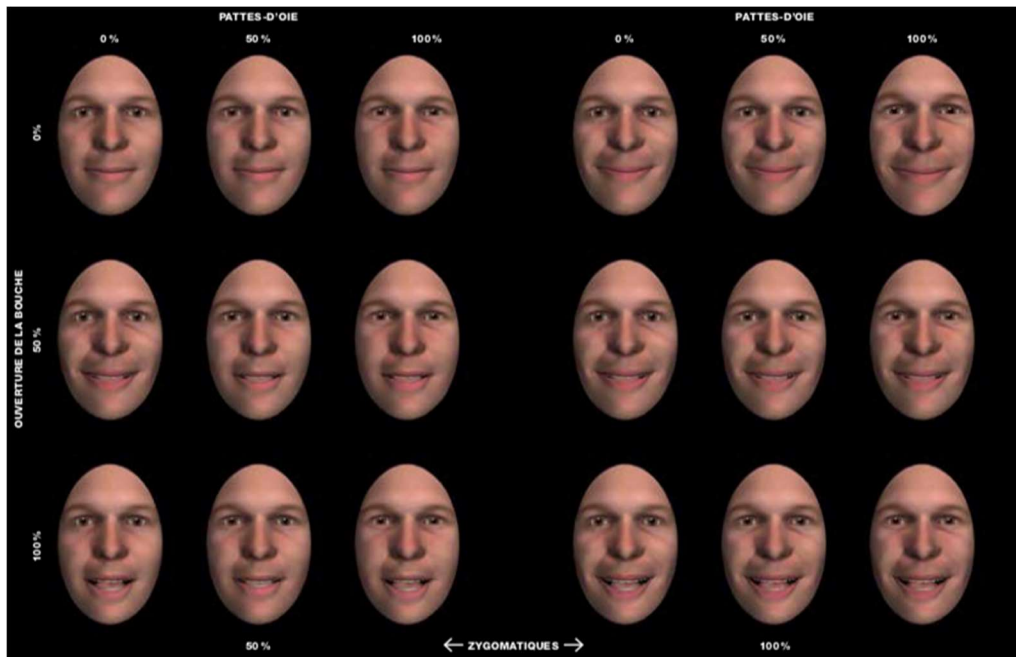 PATTES-D'OIE PATTES-D'OIE
0% 50% 100% 0% 50% 100%
0%
OUVERTURE DE LA BOUCHE
50%
100%
50% ← ZYGOMATIQUES → 100%